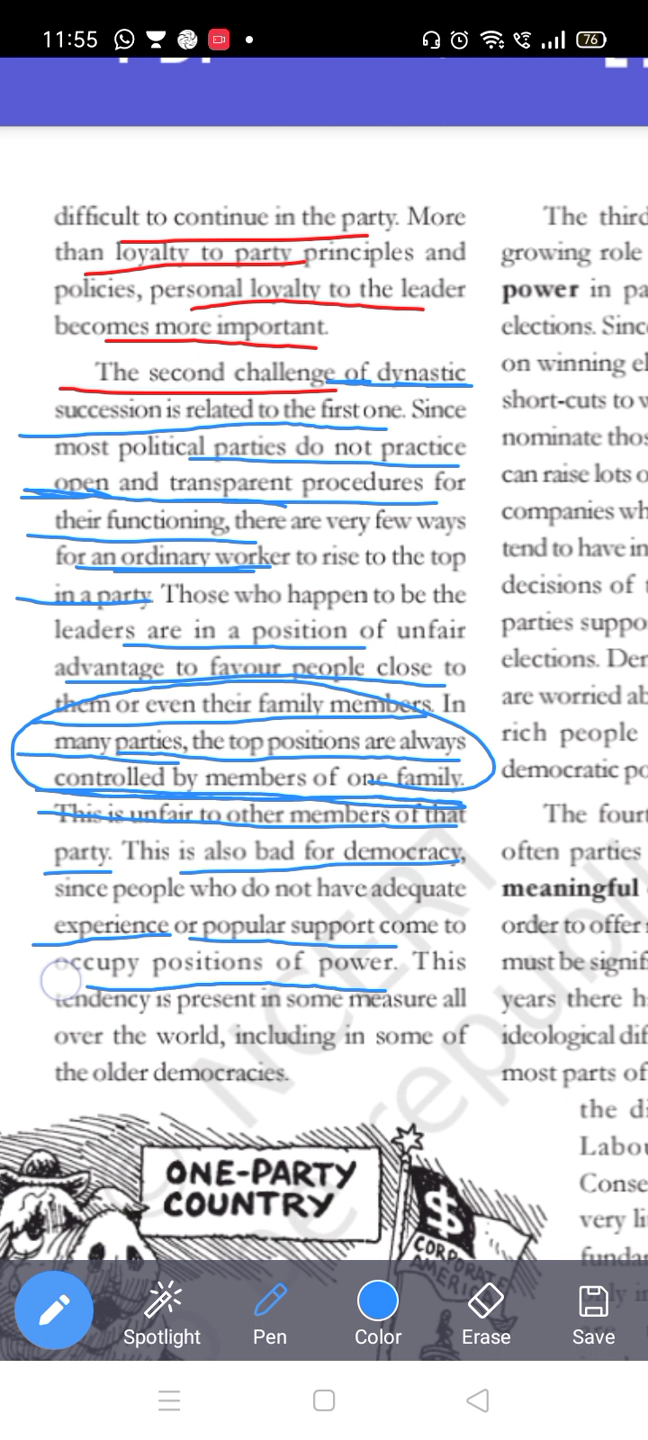 11:55
76
difficult to continue in the party. More
than loyalty to party principles and
policies, personal loyalty to the leader
becomes more important.
The second challenge of dynastic
succession is related to the first one. Since
most political parties do not practice
open and transparent procedures for
their functioning, there are very few ways
for an ordinary worker to rise to the top
in a party. Those who happen to be the
leaders are in a position of unfair
advantage to favour people close to
them or even their family members. In
many parties, the top positions are always
controlled by members of one family.
This is unfair to other members of that
party. This is also bad for democracy,
since people who do not have adequate
experience or popular support come to
occupy positions of power. This
tendency is present in some measure all
over the world, including in some of
the older democracies.
The third
growing role
power in pa
elections. Sinc
on winning el
short-cuts to w
nominate thos
can raise lots o
companies wh
tend to have in
decisions of t
parties suppo
elections. Der
are worried ab
rich people
democratic po
The fourt
often parties
meaningful
order to offer
must be signif
years there h
ideological dif
most parts of
the di
Labou
Conse
very li
funda
NCERT
republi
ONE-PARTY
COUNTRY
$
CORPORATE
AMERICA
Spotlight
Pen
Color
Erase
Save